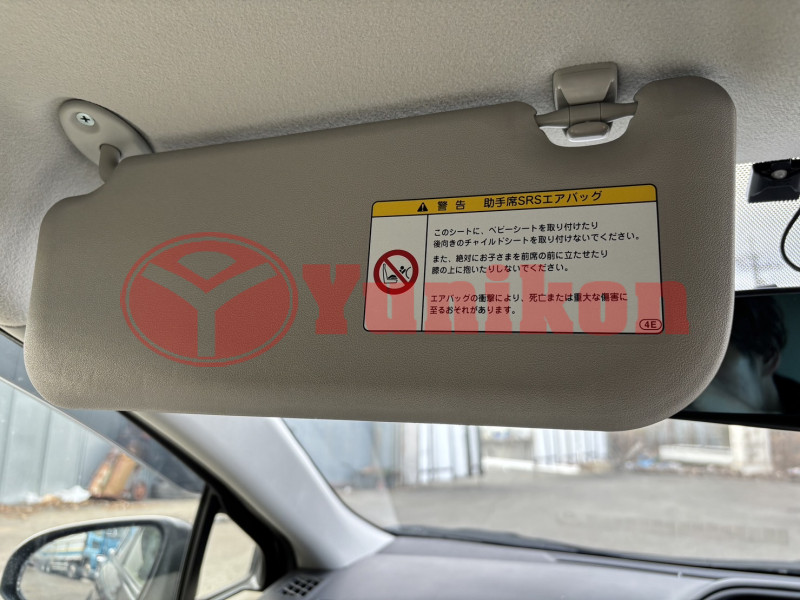 警告 助手席SRSエアバッグ
このシートに、ベビーシートを取り付けたり
後向きのチャイルドシートを取り付けないでください。
また、絶対にお子さまを前席の前に立たせたり
膝の上に抱いたりしないでください。
エアバッグの衝撃により、死亡または重大な傷害に
至るおそれがあります。
4E
Yunikon